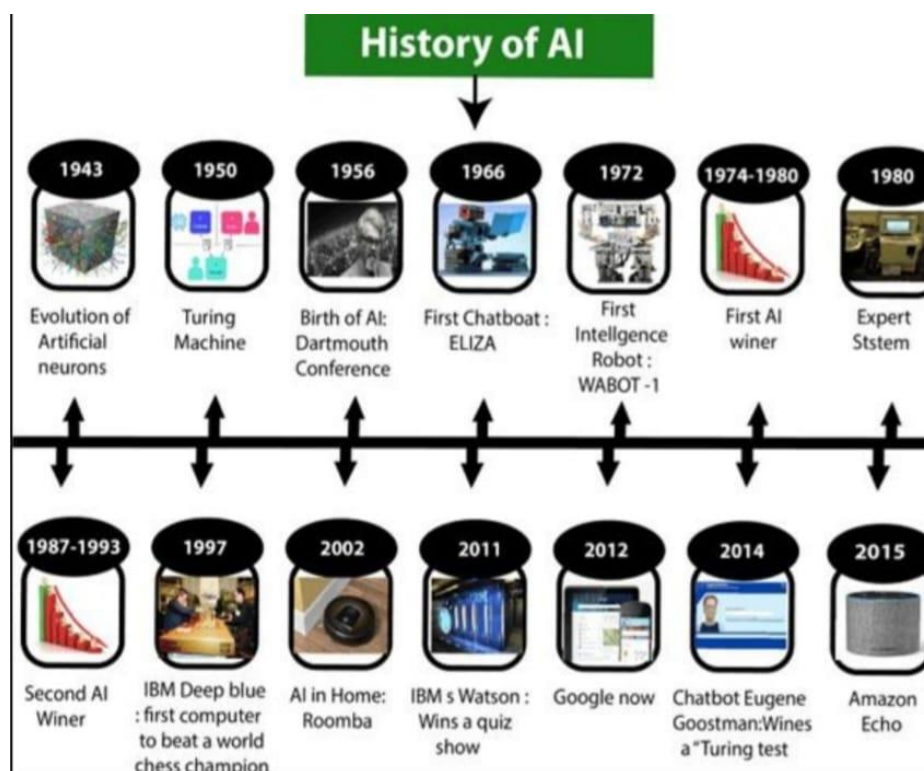 History of AI
1943
1950
1956
1966
1972
1974-1980
1980
Evolution of
Artificial
neurons
Turing
Machine
Birth of AI:
Dartmouth
Conference
First Chatboat :
ELIZA
First
Intellegence
Robot :
WABOT -1
First AI
winer
Expert
Ststem
1987-1993
1997
2002
2011
2012
2014
2015
Second AI
Winer
IBM Deep blue
: first computer
to beat a world
chess champion
AI in Home:
Roomba
IBM s Watson :
Wins a quiz
show
Google now
Chatbot Eugene
Goostman:Wines
a "Turing test
Amazon
Echo